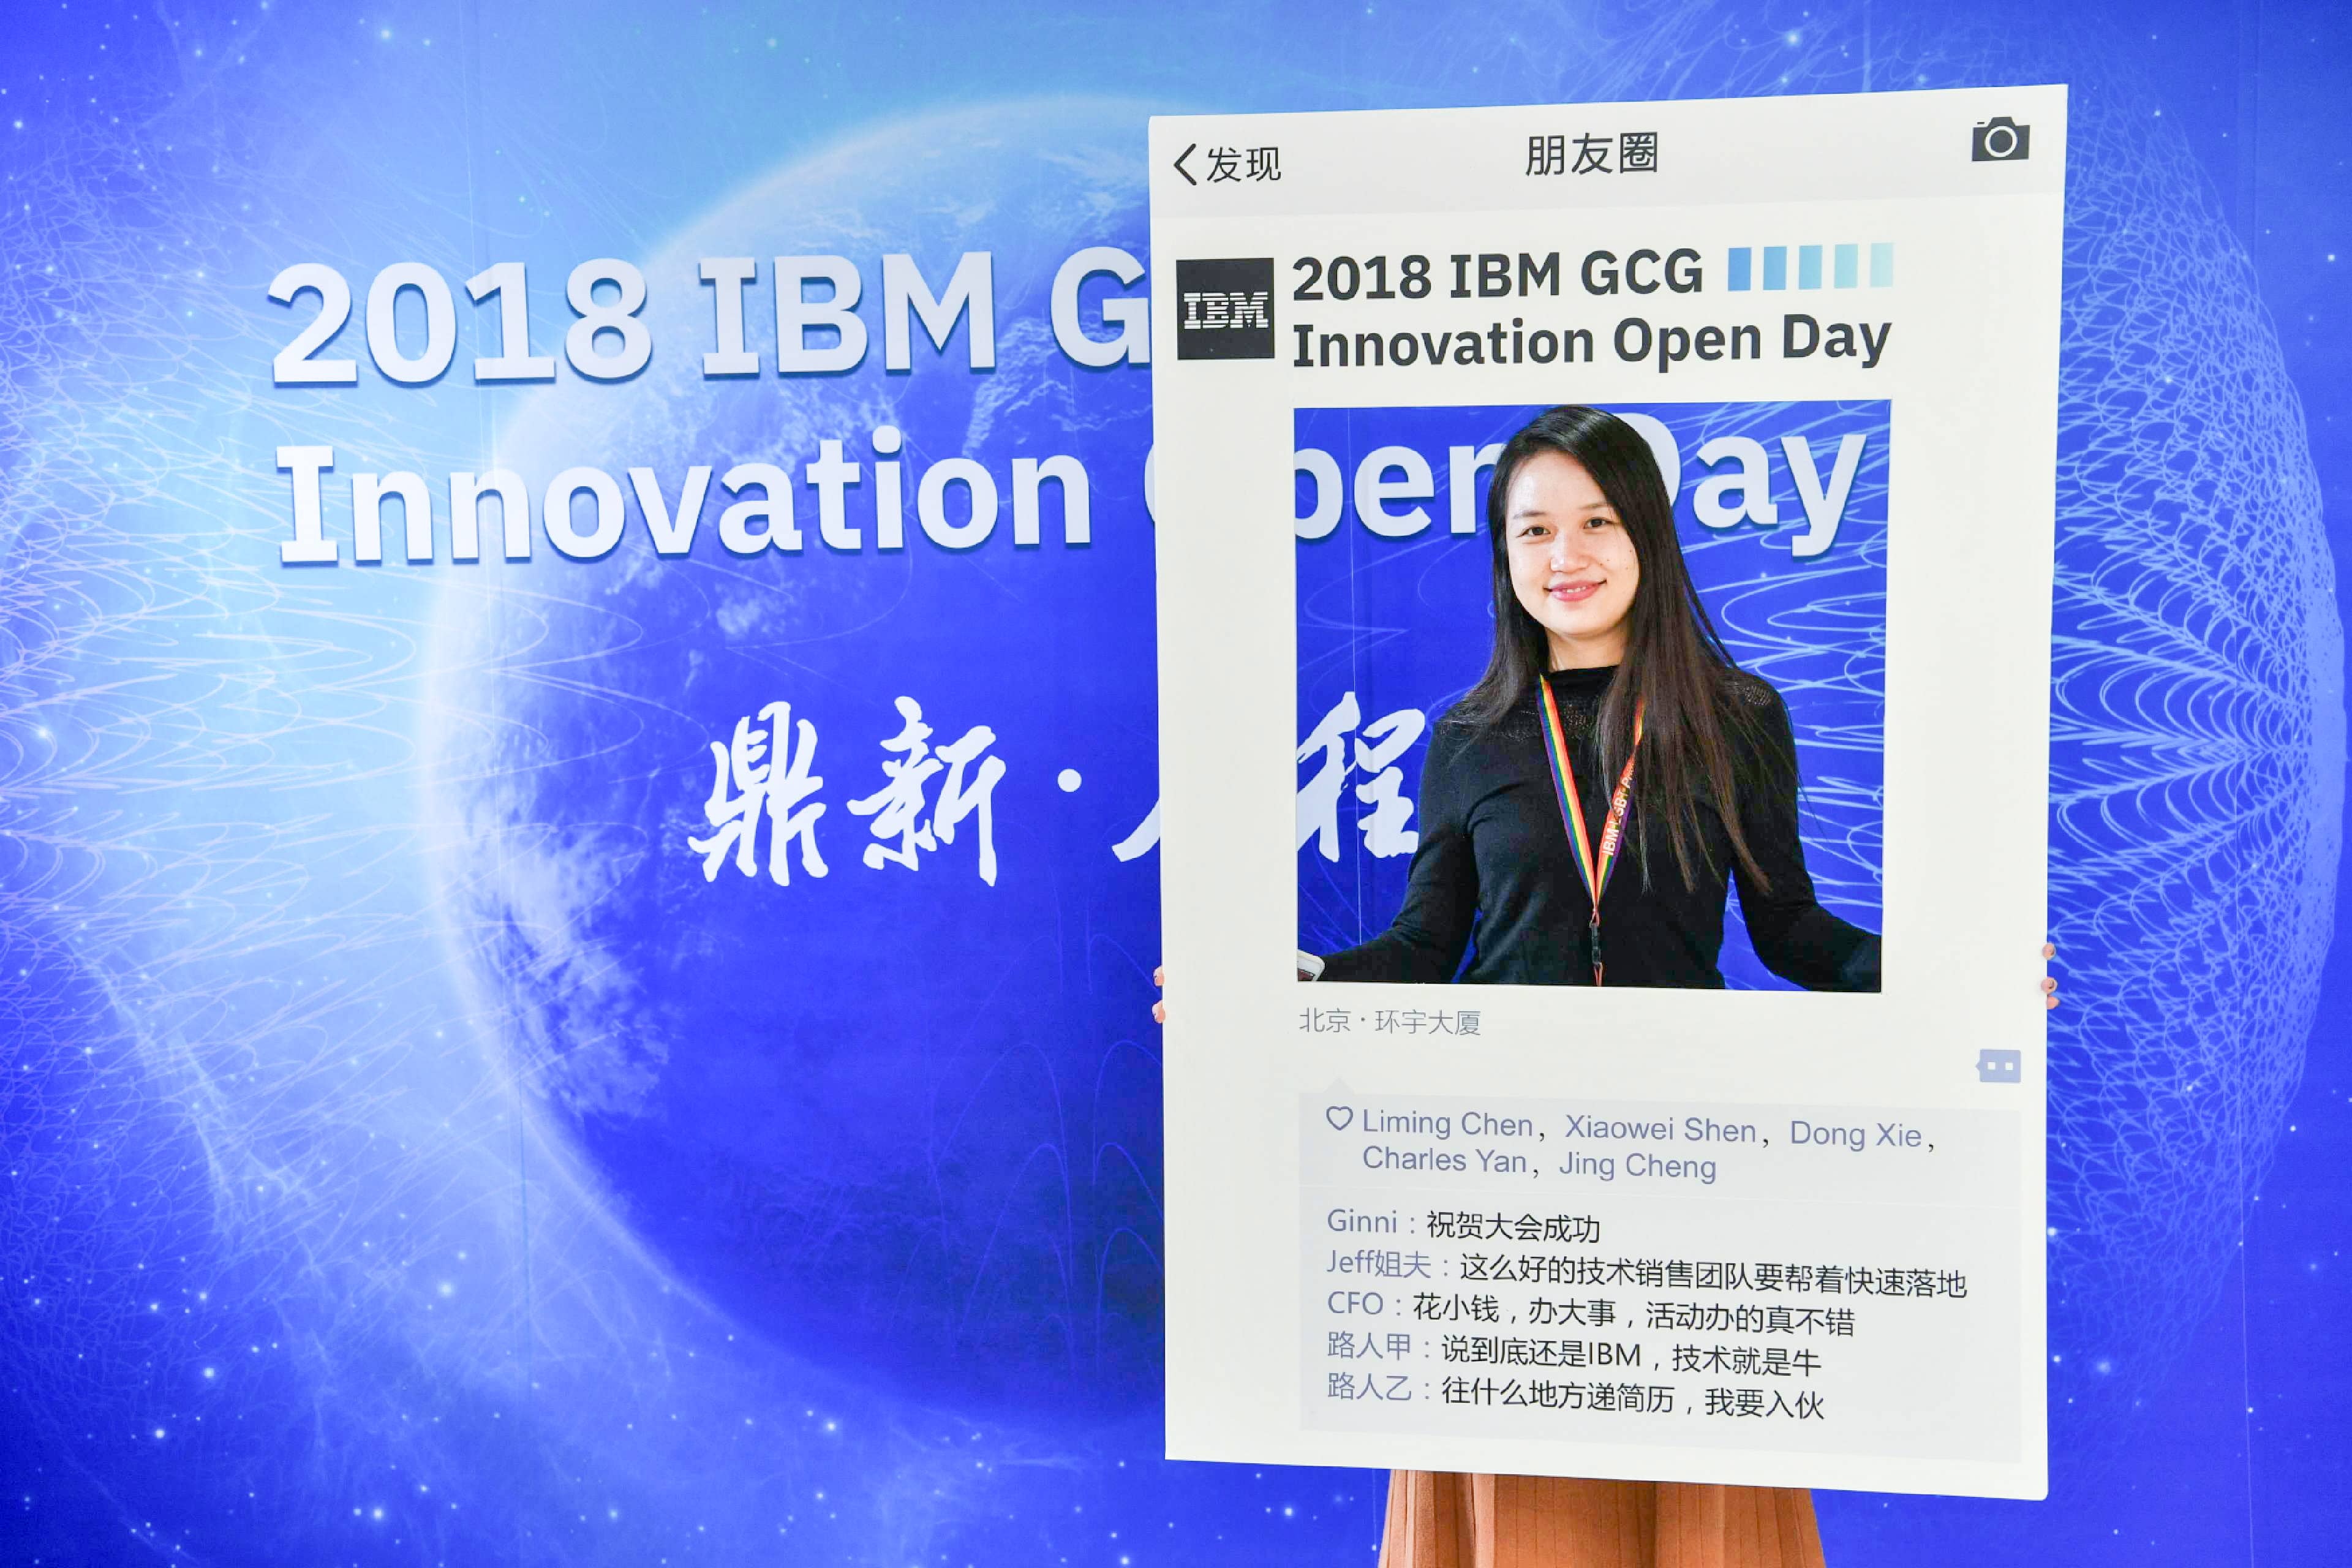 2018 IBM G
Innovation
鼎新·
程
发现
朋友圈
IBM
2018 IBM GCG
Innovation Open Day
pen Day
IBM
北京·环宇大厦
Liming Chen, Xiaowei Shen, Dong Xie,
Charles Yan, Jing Cheng
Ginni：祝贺大会成功
Jeff姐夫：这么好的技术销售团队要帮着快速落地
CFO：花小钱，办大事，活动办的真不错
路人甲：说到底还是IBM，技术就是牛
路人乙：往什么地方递简历，我要入伙